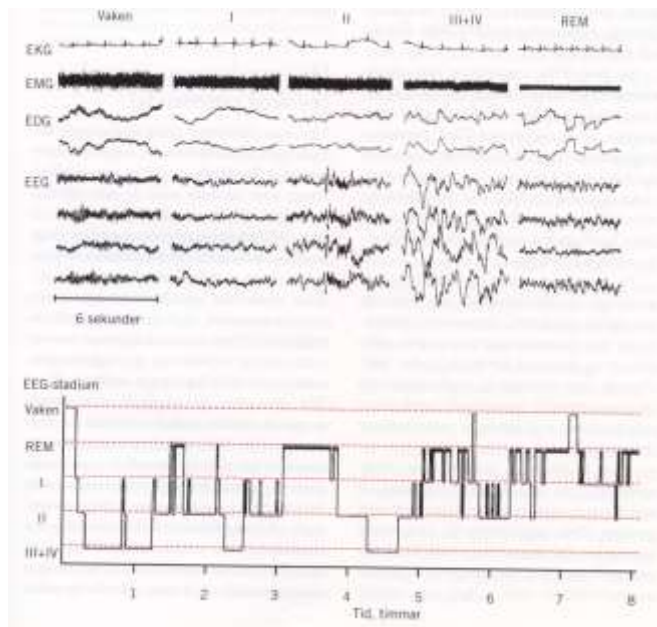 Vaken I II III+IV REM
EKG
EMG
EOG
EEG
6 sekunder
EEG-stadium
Vaken
REM
I
II
III+IV
1 2 3 4 5 6 7 8
Tid, timmar